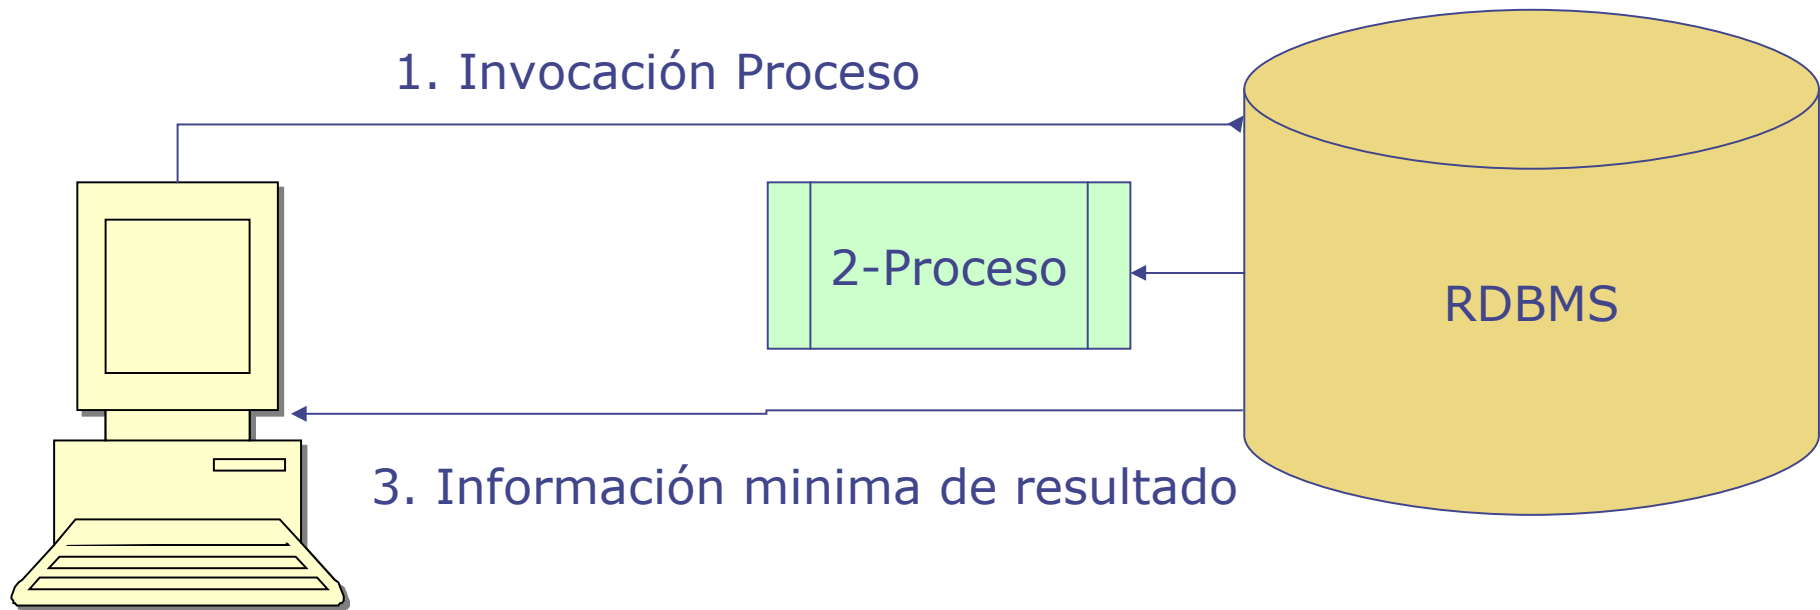 1. Invocación Proceso
2-Proceso
RDBMS
3. Información minima de resultado